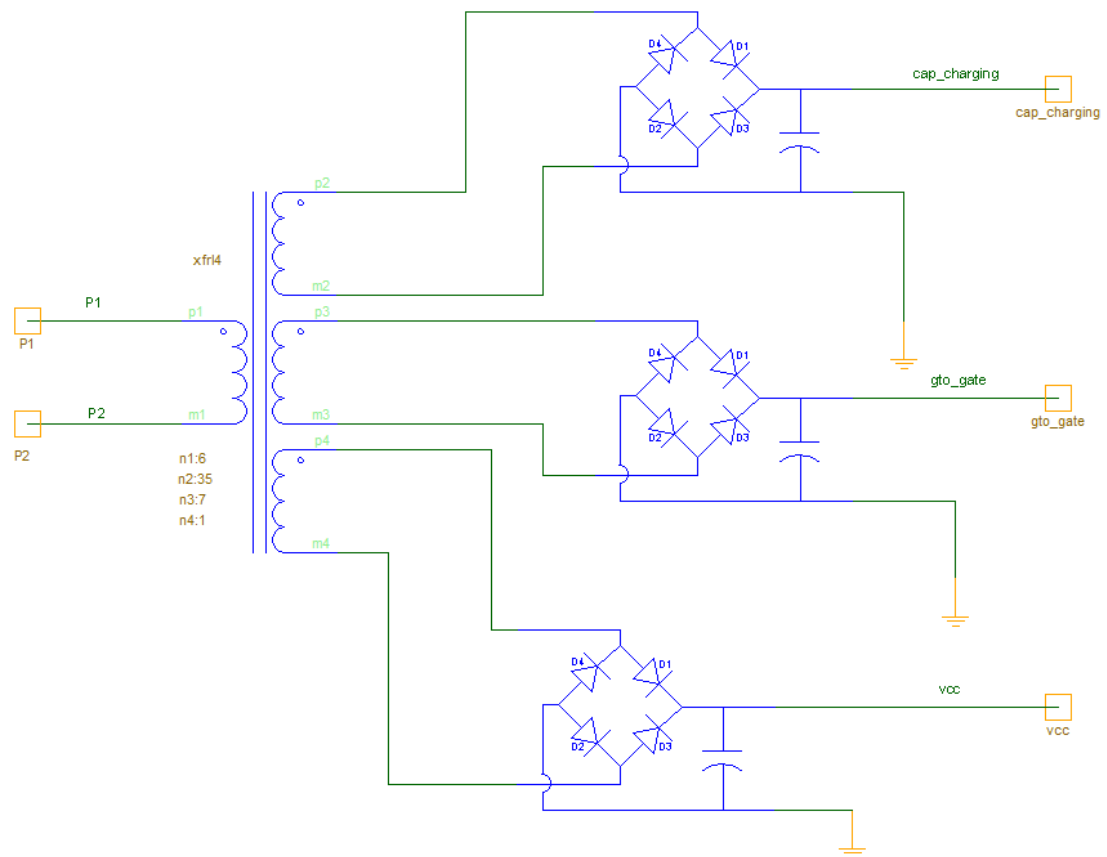 D4
D1
cap_charging
cap_charging
D2
D3
p2
xfrl4
m2
P1
p1
p3
P1
D4
D1
gto_gate
gto_gate
P2
m1
m3
D2
D3
P2
p4
n1:6
n2:35
n3:7
n4:1
m4
D4
D1
vcc
vcc
D2
D3